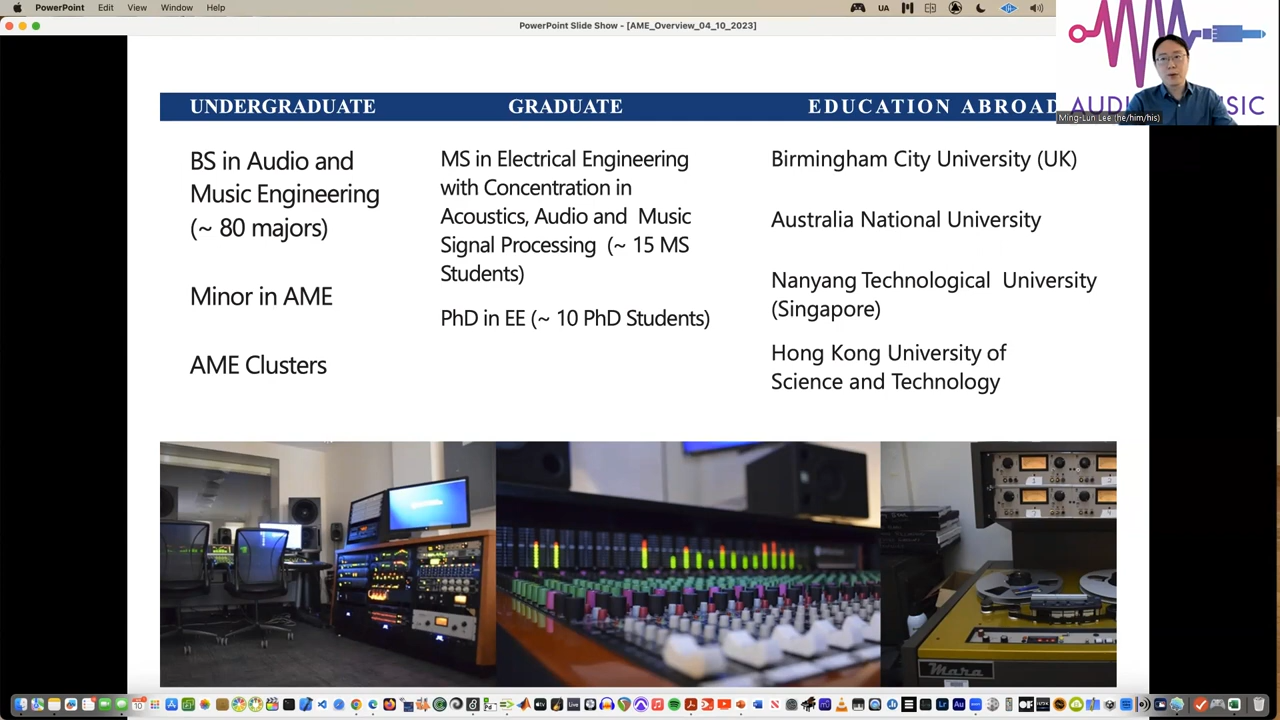 PowerPoint Edit View Window Help
UA
PowerPoint Slide Show - [AME_Overview_04_10_2023]
Ming-Lun Lee (he/him/his)
UNDERGRADUATE GRADUATE EDUCATION ABROAD
BS in Audio and
Music Engineering
(~ 80 majors)
Minor in AME
AME Clusters
MS in Electrical Engineering
with Concentration in
Acoustics, Audio and Music
Signal Processing (~ 15 MS
Students)
PhD in EE (~ 10 PhD Students)
Birmingham City University (UK)
Australia National University
Nanyang Technological University
(Singapore)
Hong Kong University of
Science and Technology
Mara